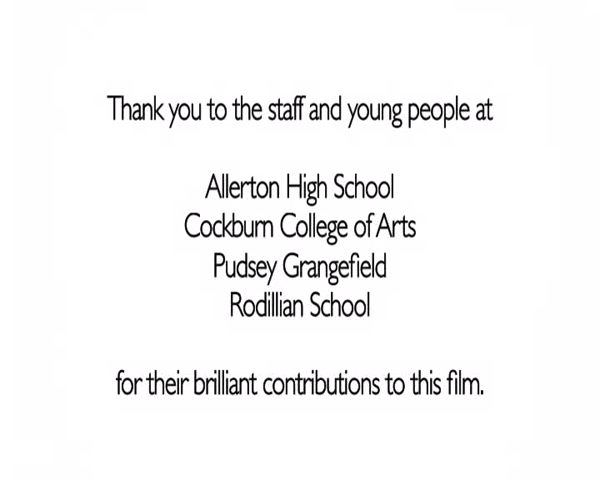 Thank you to the staff and young people at
Allerton High School
Cockburn College of Arts
Pudsey Grangefield
Rodillian School
for their brilliant contributions to this film.